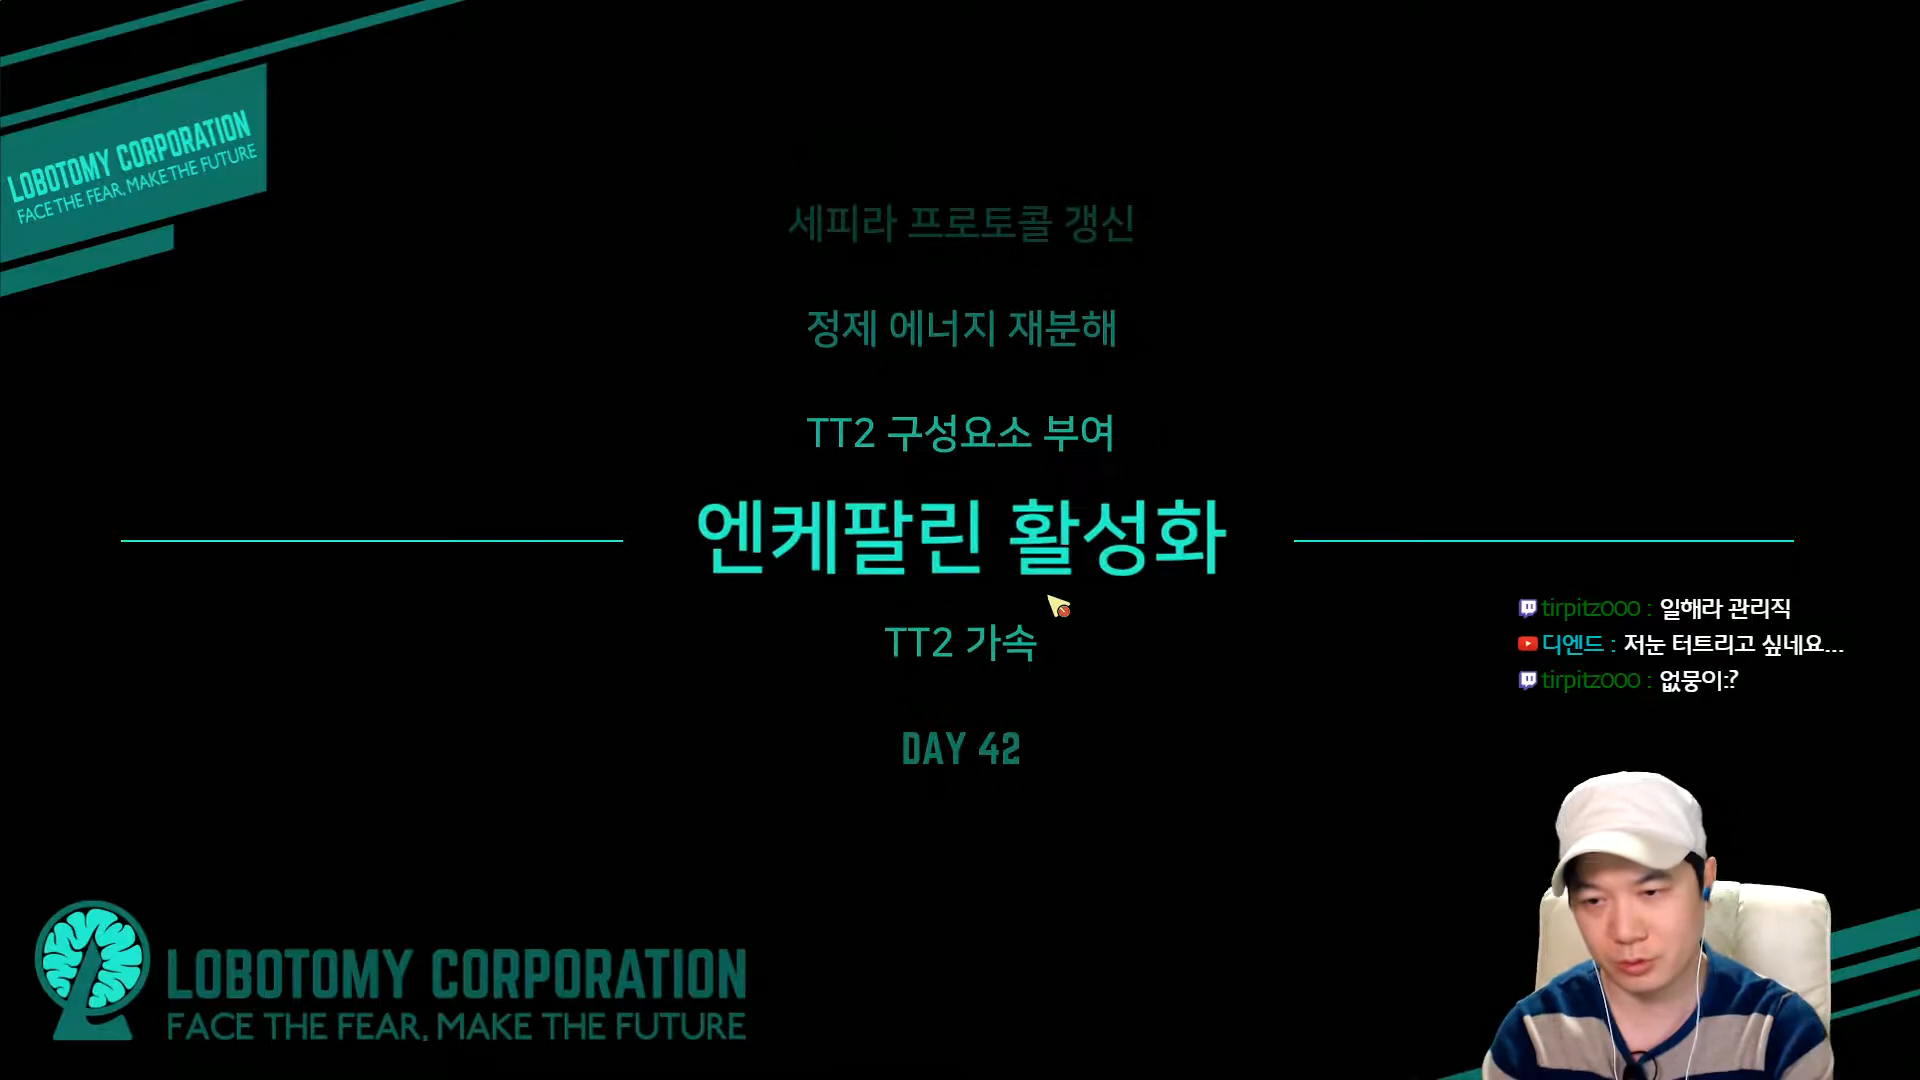 LOBOTOMY CORPORATION
FACE THE FEAR, MAKE THE FUTURE
세피라 프로토콜 갱신
정제 에너지 재분해
TT2 구성요소 부여
엔케팔린 활성화
TT2 가속
DAY 42
tirpitz000 : 일해라 관리직
디엔드 : 저눈 터트리고 싶네요...
tirpitz000 : 없뭉이:?
LOBOTOMY CORPORATION
FACE THE FEAR, MAKE THE FUTURE